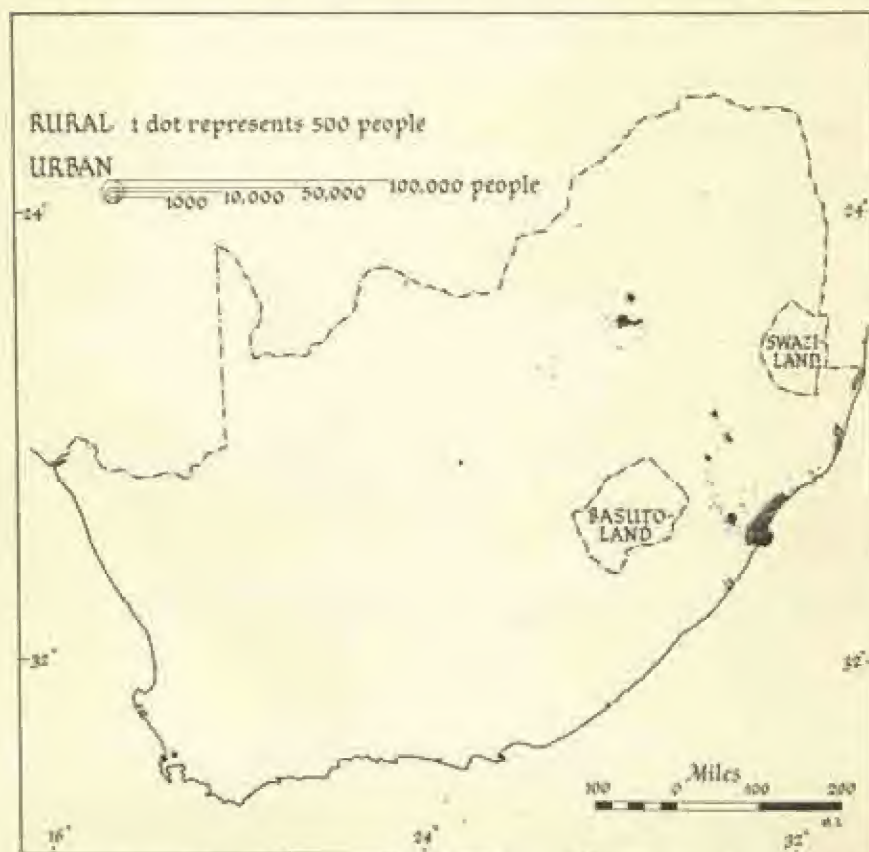 RURAL 1 dot represents 500 people
URBAN
1000 10,000 50,000 100,000 people
24° 24°
SWAZI-
LAND
BASUTO-
LAND
32° 32°
Miles
100 0 100 200
16° 24° 32°